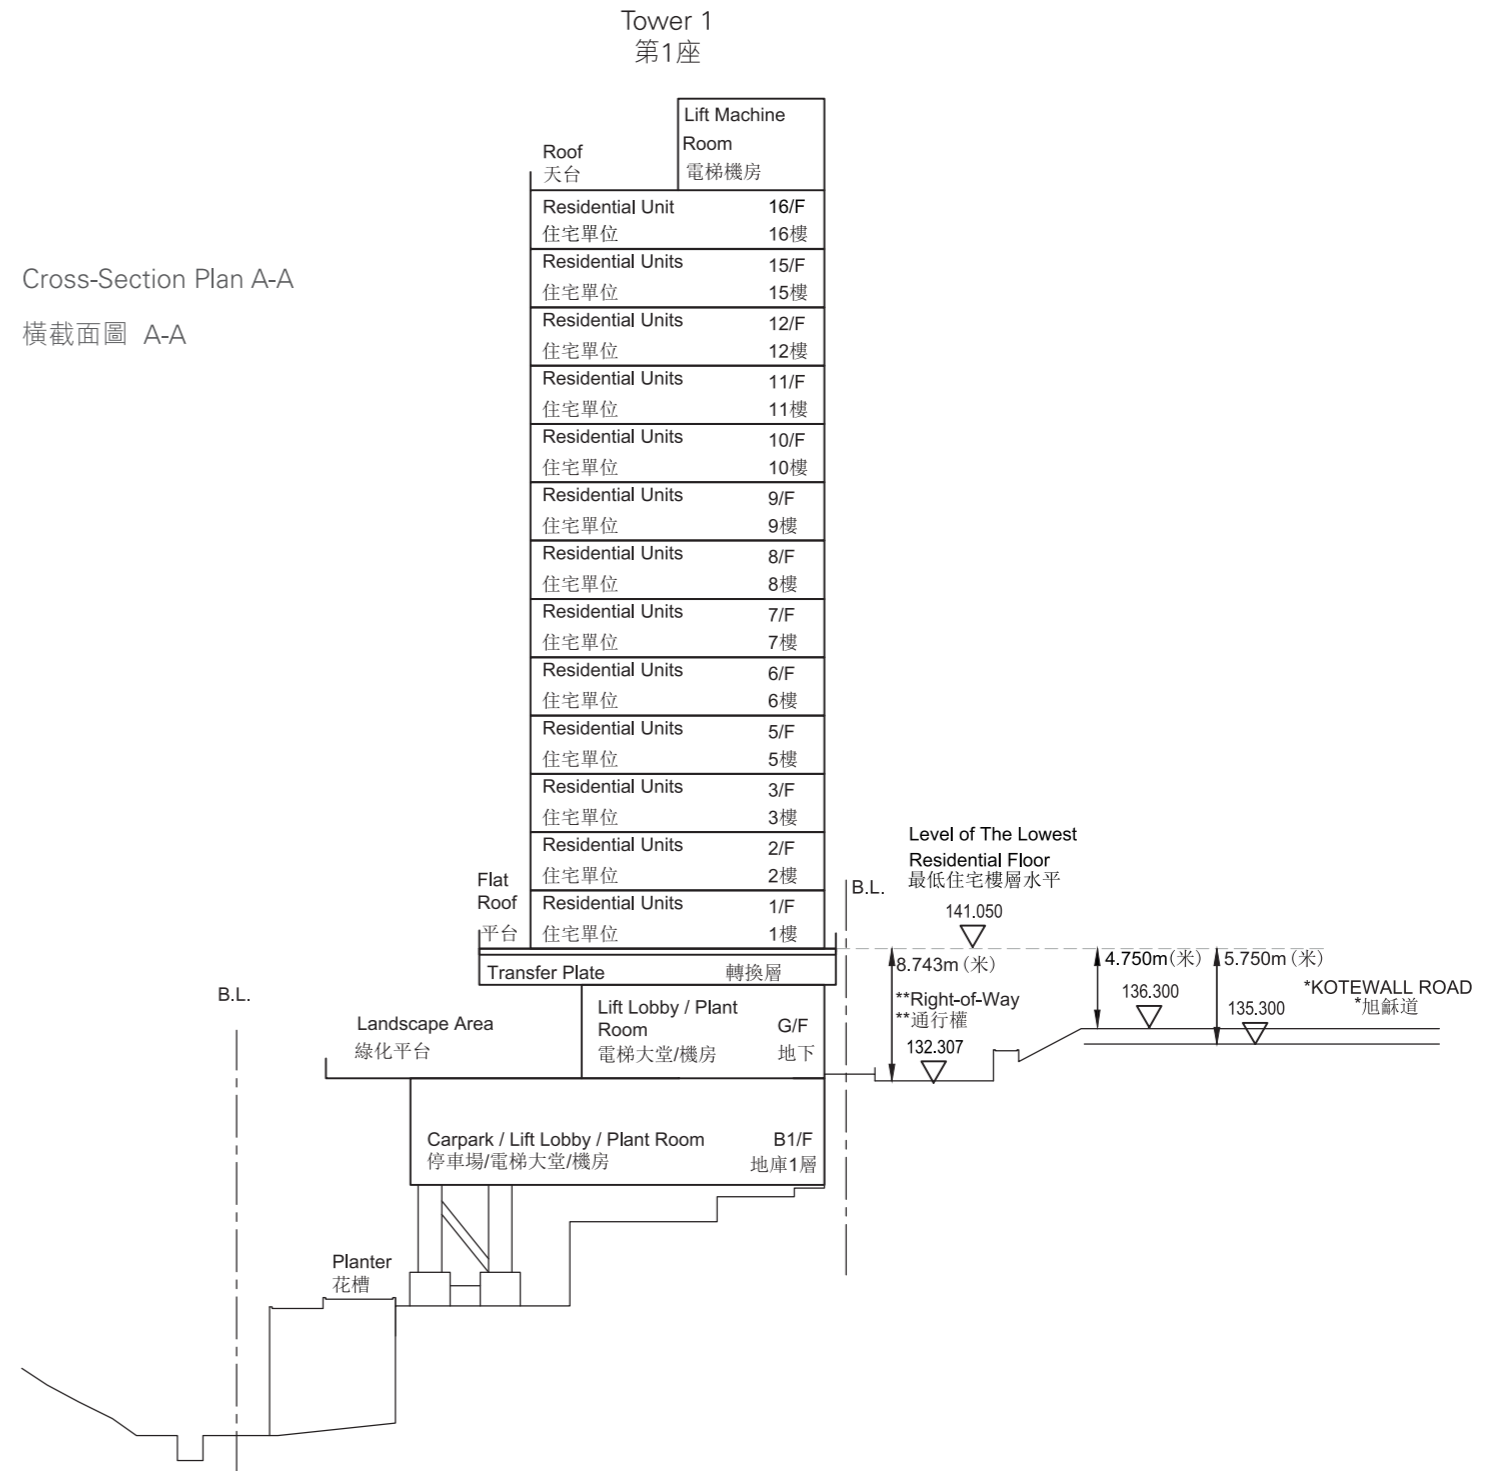 Tower 1
第1座
Lift Machine
Room
電梯機房
Roof
天台
Residential Unit 16/F
住宅單位 16樓
Cross-Section Plan A-A
橫截面圖 A-A
Residential Units 15/F
住宅單位 15樓
Residential Units 12/F
住宅單位 12樓
Residential Units 11/F
住宅單位 11樓
Residential Units 10/F
住宅單位 10樓
Residential Units 9/F
住宅單位 9樓
Residential Units 8/F
住宅單位 8樓
Residential Units 7/F
住宅單位 7樓
Residential Units 6/F
住宅單位 6樓
Residential Units 5/F
住宅單位 5樓
Residential Units 3/F
住宅單位 3樓
Residential Units 2/F
住宅單位 2樓
Flat
Roof
平台
Residential Units 1/F
住宅單位 1樓
B.L.
Level of The Lowest
Residential Floor
最低住宅樓層水平
141.050
Transfer Plate 轉換層
8.743m (米)
4.750m(米)
5.750m (米)
**Right-of-Way
**通行權
132.307
136.300
135.300
*KOTEWALL ROAD
*旭龢道
B.L.
Landscape Area
綠化平台
Lift Lobby / Plant
Room
電梯大堂/機房
G/F
地下
Carpark / Lift Lobby / Plant Room B1/F
停車場/電梯大堂/機房 地庫1層
Planter
花槽